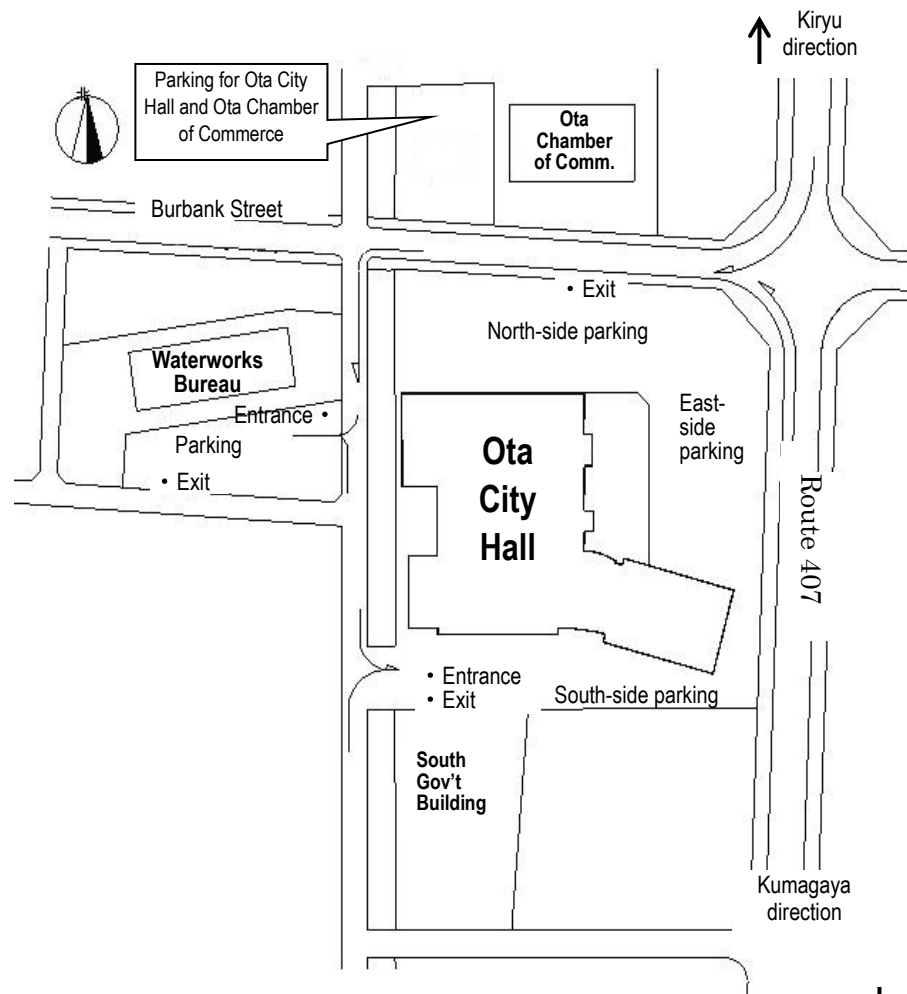 Kiryu
direction
Parking for Ota City
Hall and Ota Chamber
of Commerce
Ota
Chamber
of Comm.
Burbank Street
• Exit
North-side parking
Waterworks
Bureau
Entrance •
Parking
• Exit
East-
side
parking
Ota
City
Hall
Route 407
• Entrance
• Exit
South-side parking
South
Gov't
Building
Kumagaya
direction